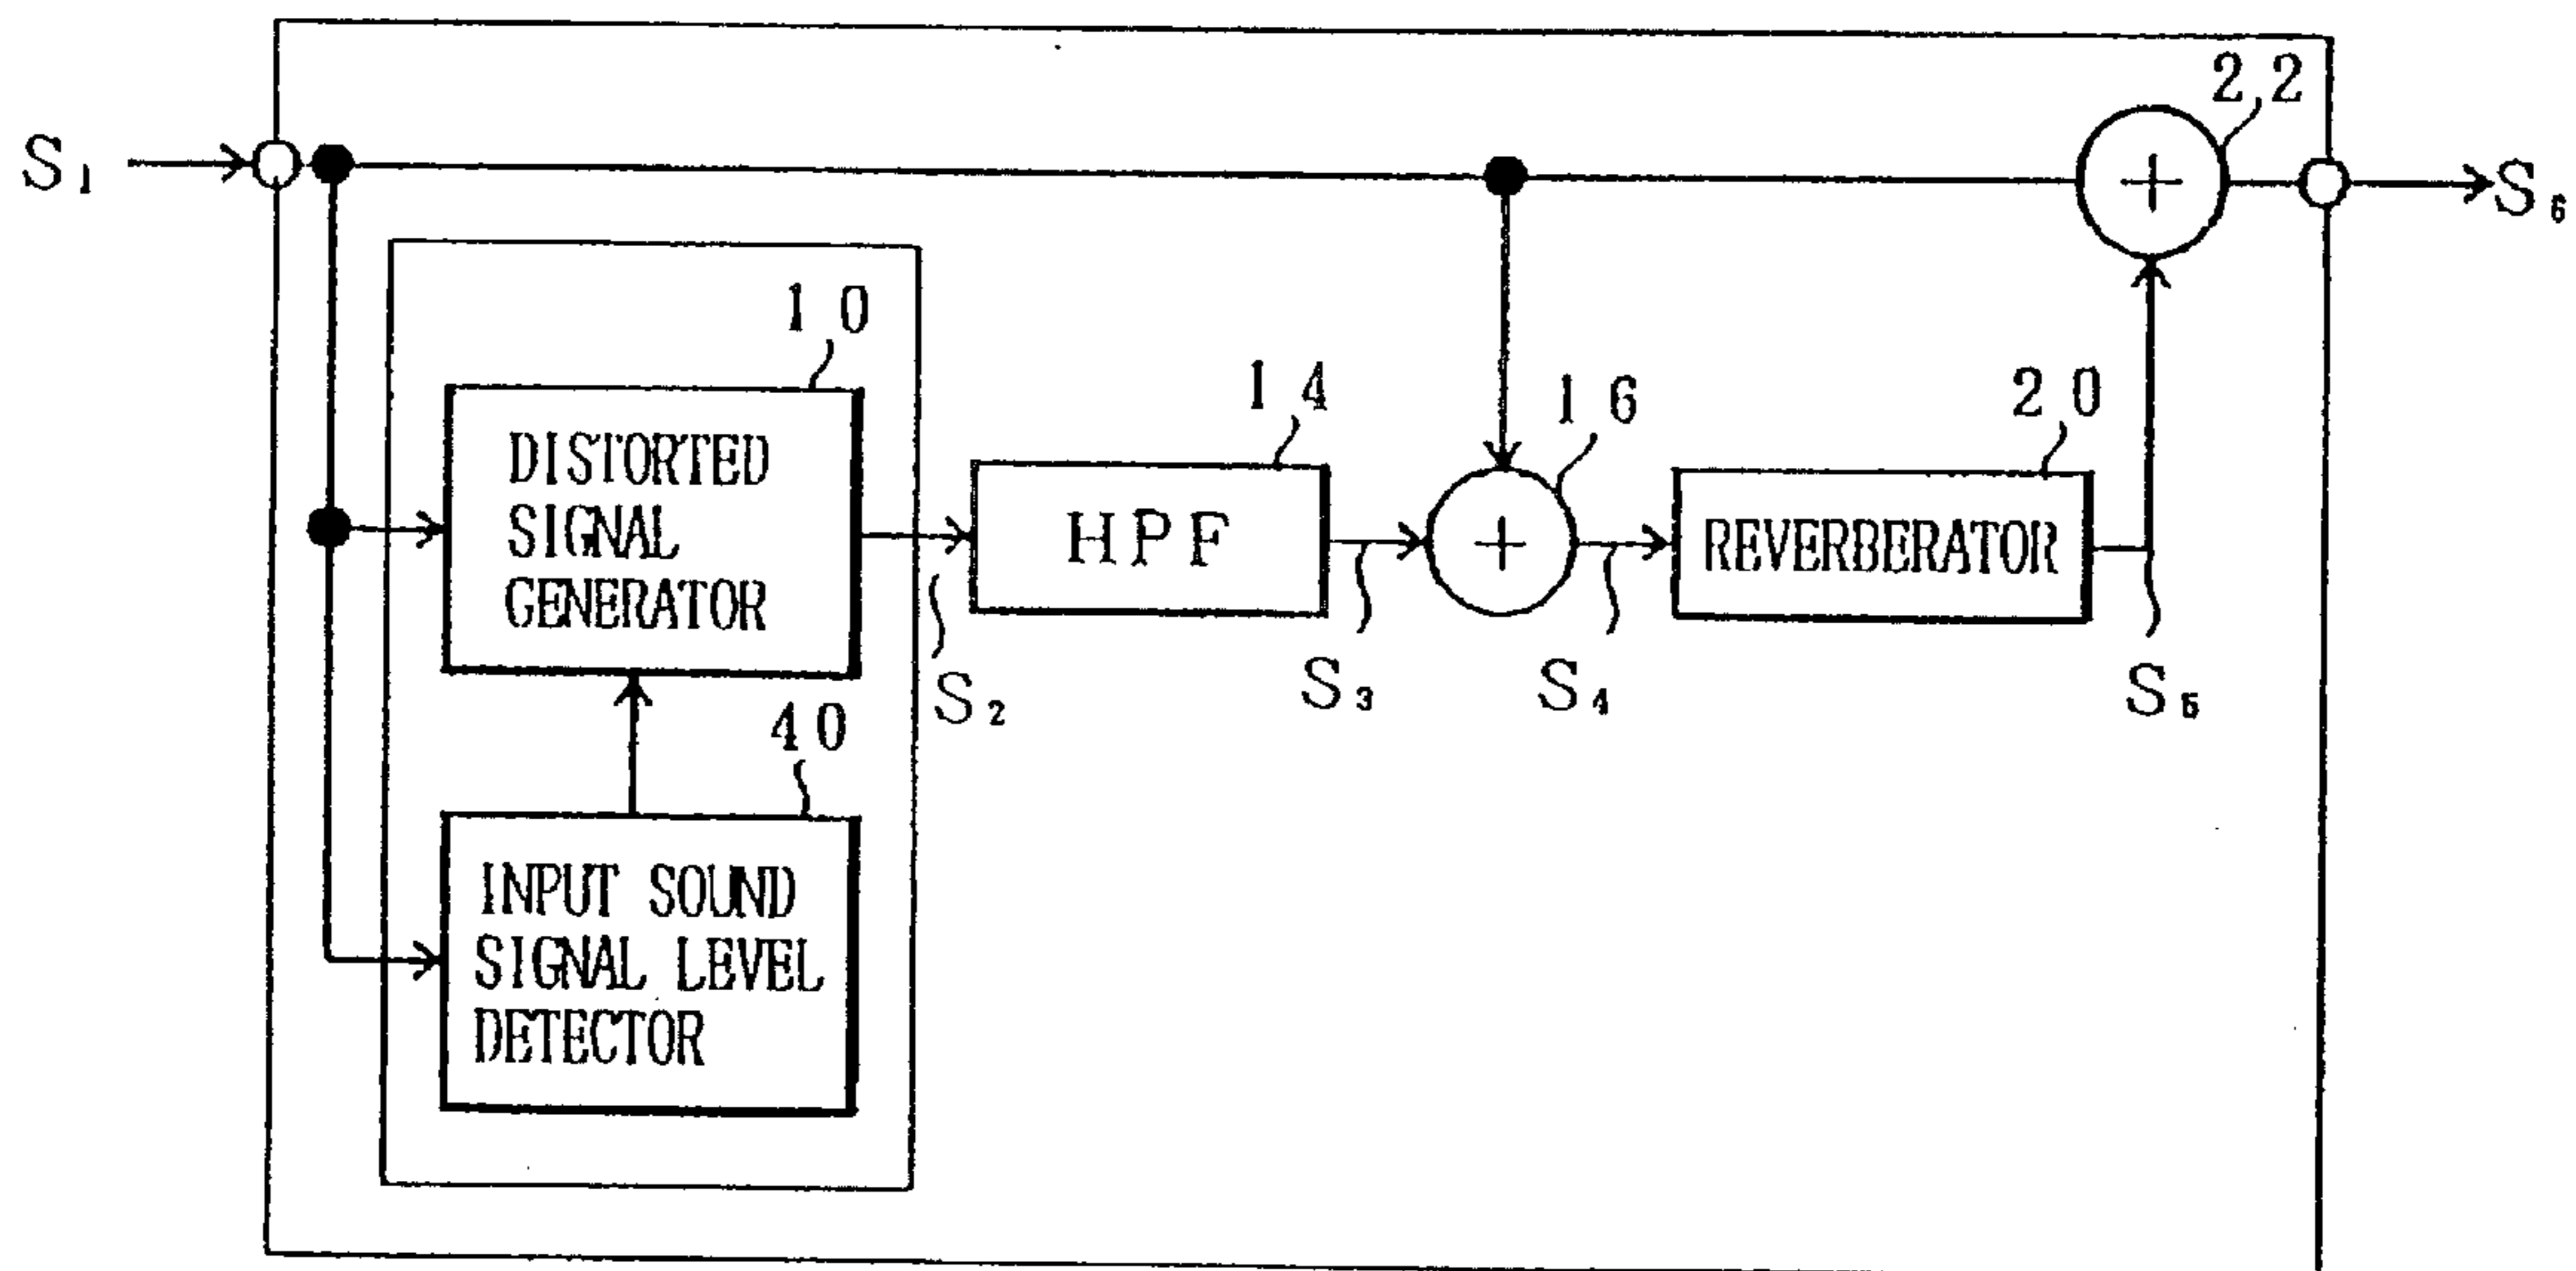 22
S₁
S₆
10
DISTORTED
SIGNAL
GENERATOR
14
HPF
16
+
+
20
REVERBERATOR
S₂
S₃
S₄
S₅
40
INPUT SOUND
SIGNAL LEVEL
DETECTOR